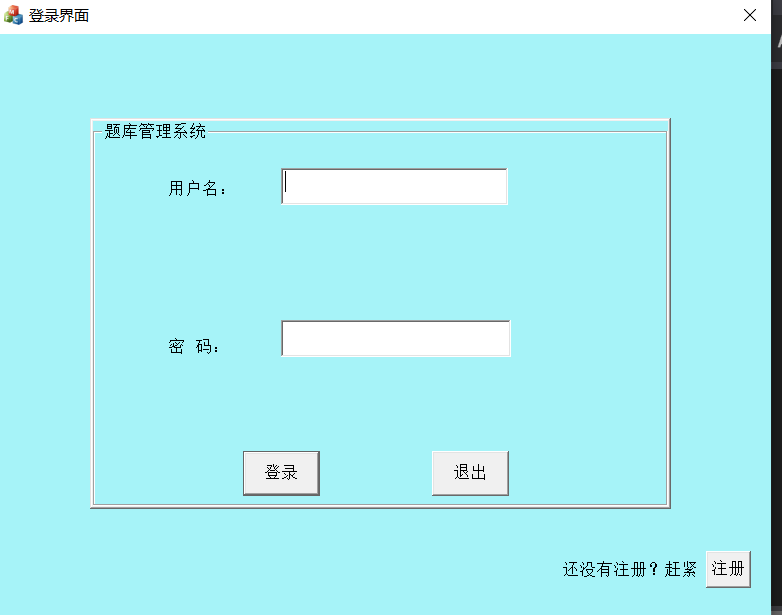 登录界面
题库管理系统
用户名：
密 码：
登录 退出
还没有注册？赶紧 注册